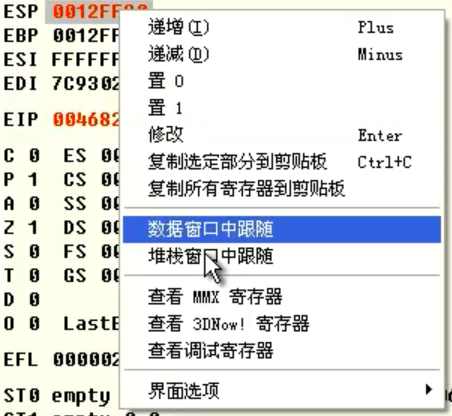 ESP 0012FF
EBP 0012FF
ESI FFFFFF
EDI 7C9302
EIP 004682
C 0 ES 00
P 1 CS 00
A 0 SS 00
Z 1 DS 00
S 0 FS 00
T 0 GS 00
D 0
O 0 LastE
EFL 000002
ST0 empty
递增(I) Plus
递减(D) Minus
置 0
置 1
修改 Enter
复制选定部分到剪贴板 Ctrl+C
复制所有寄存器到剪贴板
数据窗口中跟随
堆栈窗口中跟随
查看 MMX 寄存器
查看 3DNow! 寄存器
查看调试寄存器
界面选项